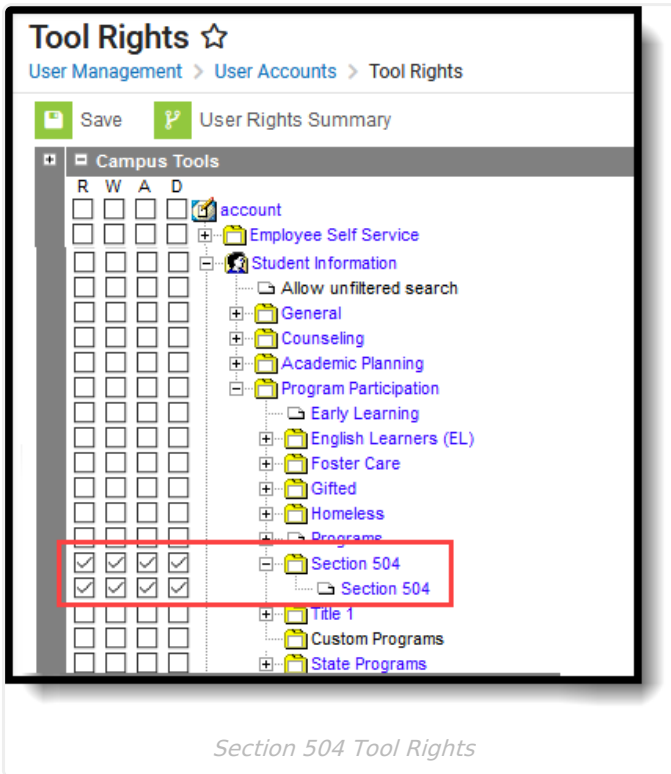 Tool Rights
User Management > User Accounts > Tool Rights
Save User Rights Summary
Campus Tools
R W A D
account
Employee Self Service
Student Information
Allow unfiltered search
General
Counseling
Academic Planning
Program Participation
Early Learning
English Learners (EL)
Foster Care
Gifted
Homeless
Programs
Section 504
Section 504
Title 1
Custom Programs
State Programs
Section 504 Tool Rights